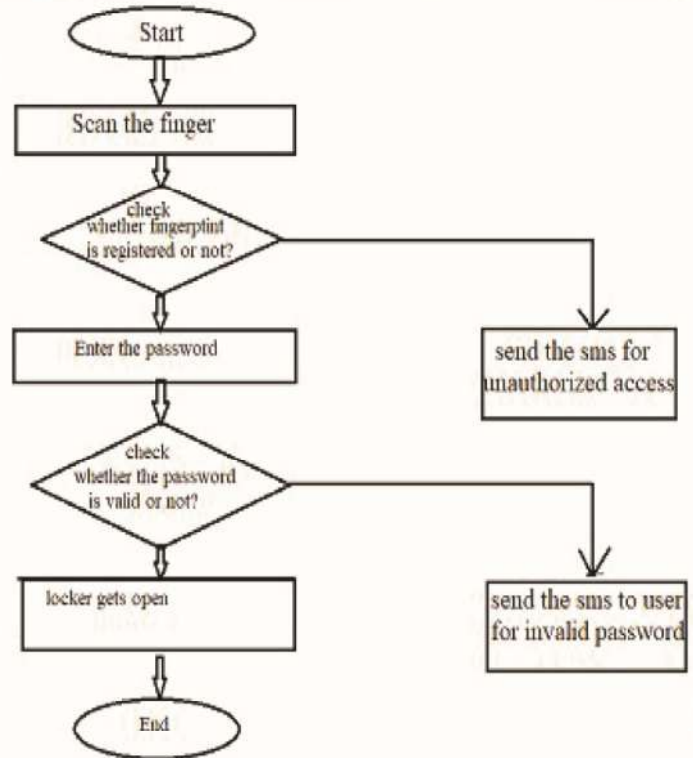 Start
Scan the finger
check
whether fingerptint
is registered or not?
Enter the password
send the sms for
unauthorized access
check
whether the password
is valid or not?
locker gets open
send the sms to user
for invalid password
End